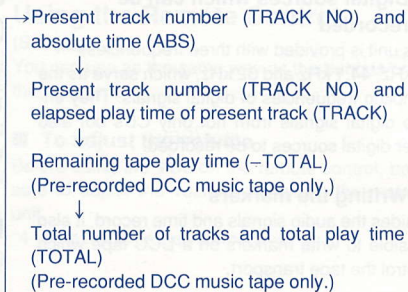 Present track number (TRACK NO) and
absolute time (ABS)
Present track number (TRACK NO) and
elapsed play time of present track (TRACK)
Remaining tape play time (–TOTAL)
(Pre-recorded DCC music tape only.)
Total number of tracks and total play time
(TOTAL)
(Pre-recorded DCC music tape only.)